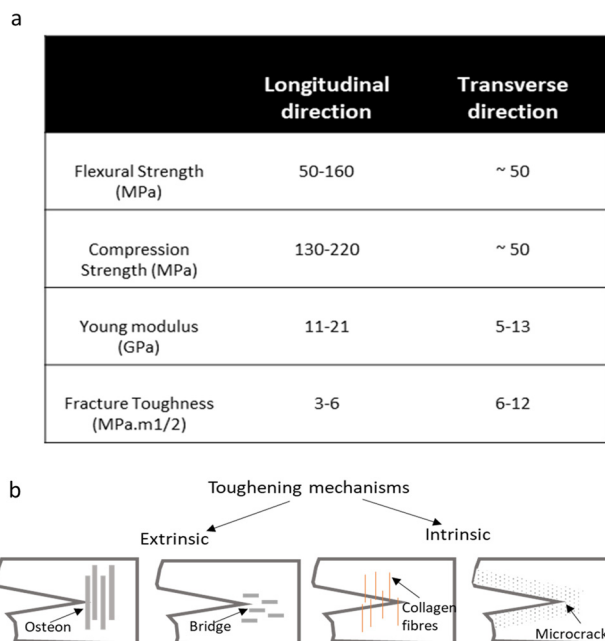 a
Longitudinal direction
Transverse direction
Flexural Strength (MPa)
50-160
~ 50
Compression Strength (MPa)
130-220
~ 50
Young modulus (GPa)
11-21
5-13
Fracture Toughness (MPa.m1/2)
3-6
6-12
b
Toughening mechanisms
Extrinsic
Intrinsic
Osteon
Bridge
Collagen fibres
Microcrack